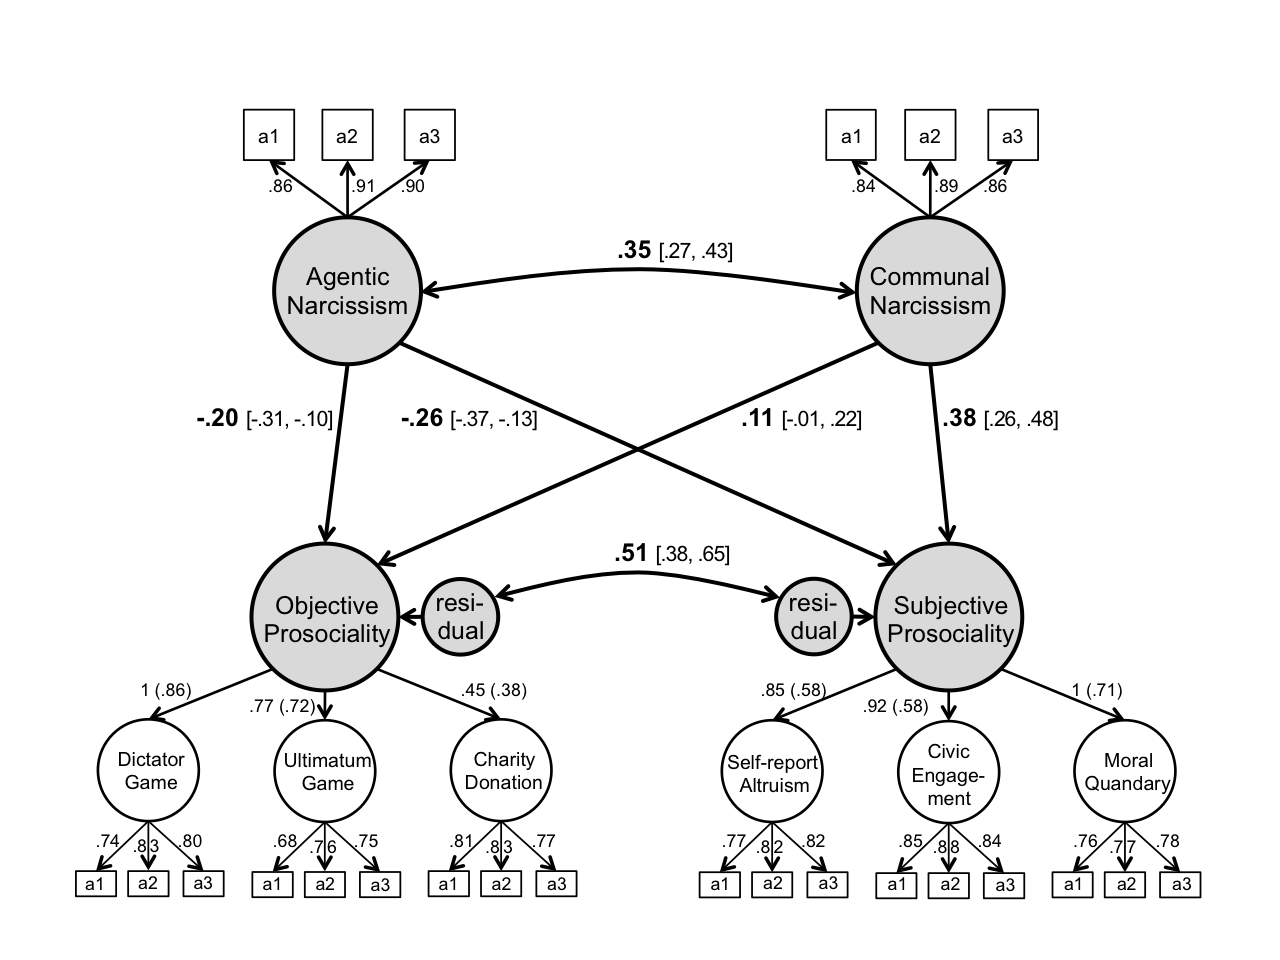 a1 a2 a3 a1 a2 a3
.86 .91 .90 .84 .89 .86
Agentic
Narcissism
.35 [.27, .43]
Communal
Narcissism
-.20 [-.31, -.10] -.26 [-.37, -.13] .11 [-.01, .22] .38 [.26, .48]
.51 [.38, .65]
Objective
Prosociality
resi-
dual
resi-
dual
Subjective
Prosociality
1 (.86) .77 (.72) .45 (.38) .85 (.58) .92 (.58) 1 (.71)
Dictator
Game
Ultimatum
Game
Charity
Donation
Self-report
Altruism
Civic
Engage-
ment
Moral
Quandary
.74 .83 .80 .68 .76 .75 .81 .83 .77 .77 .82 .82 .85 .88 .84 .76 .77 .78
a1 a2 a3 a1 a2 a3 a1 a2 a3 a1 a2 a3 a1 a2 a3 a1 a2 a3